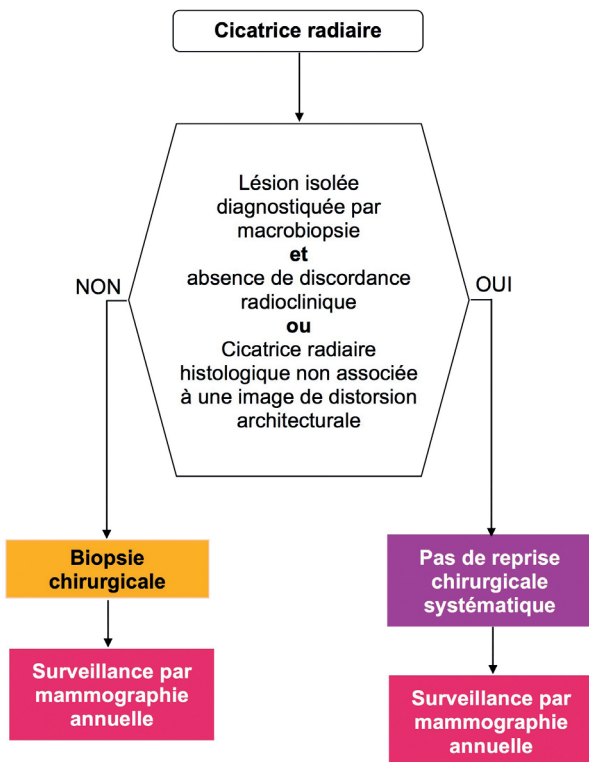 Cicatrice radiaire
Lésion isolée
diagnostiquée par
macrobiopsie
et
absence de discordance
radioclinique
ou
Cicatrice radiaire
histologique non associée
à une image de distorsion
architecturale
NON
OUI
Biopsie
chirurgicale
Pas de reprise
chirurgicale
systématique
Surveillance par
mammographie
annuelle
Surveillance par
mammographie
annuelle